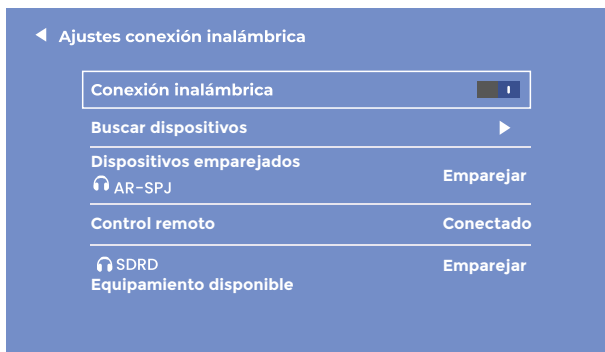 Ajustes conexión inalámbrica
Conexión inalámbrica
Buscar dispositivos
Dispositivos emparejados
AR-SPJ
Emparejar
Control remoto
Conectado
SDRD
Emparejar
Equipamiento disponible